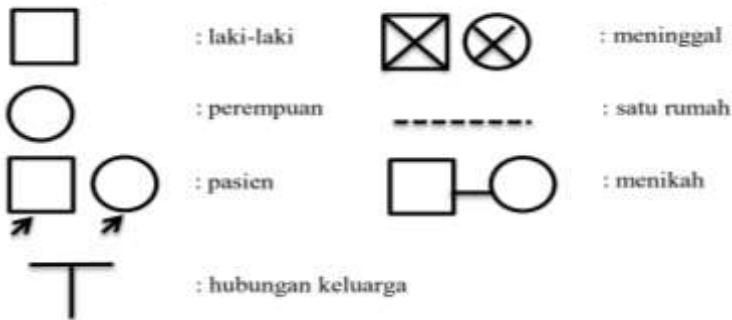 : laki-laki
: meninggal
: perempuan
: satu rumah
: pasien
: menikah
: hubungan keluarga